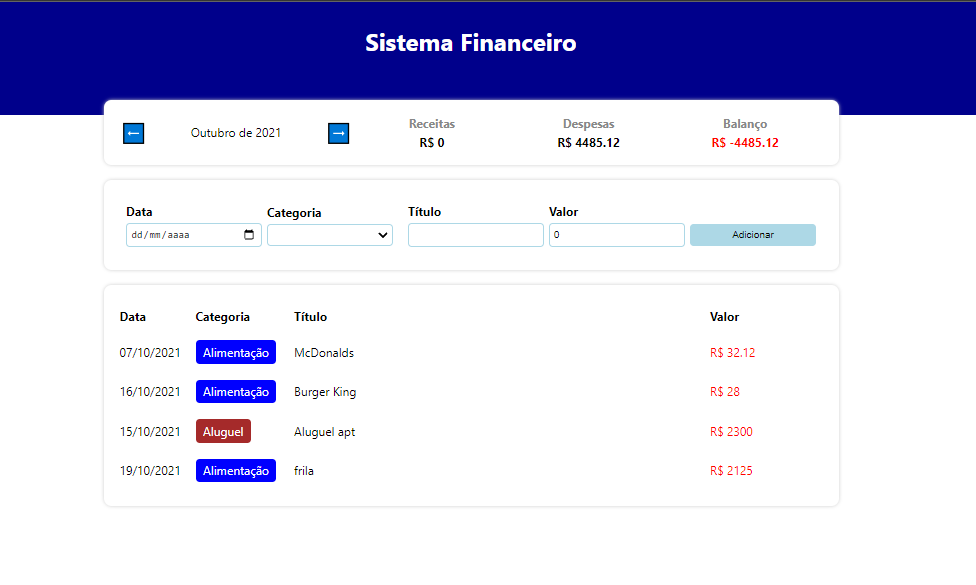 Sistema Financeiro
← Outubro de 2021 →
Receitas Despesas Balanço
R$ 0 R$ 4485.12 R$ -4485.12
Data Categoria Título Valor
dd/mm/aaaa 0 Adicionar
Data Categoria Título Valor
07/10/2021 Alimentação McDonalds R$ 32.12
16/10/2021 Alimentação Burger King R$ 28
15/10/2021 Aluguel Aluguel apt R$ 2300
19/10/2021 Alimentação frila R$ 2125